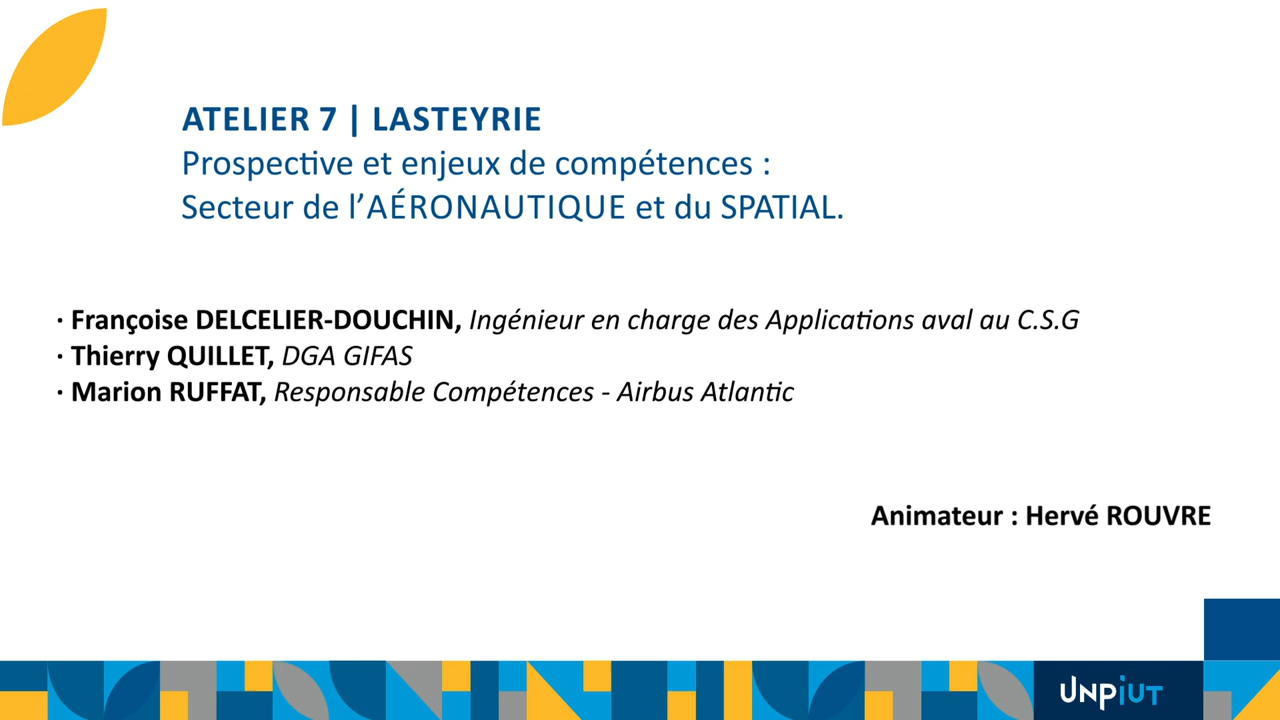 ATELIER 7 | LASTEYRIE
Prospective et enjeux de compétences :
Secteur de l’AÉRONAUTIQUE et du SPATIAL.
· Françoise DELCELIER-DOUCHIN, Ingénieur en charge des Applications aval au C.S.G
· Thierry QUILLET, DGA GIFAS
· Marion RUFFAT, Responsable Compétences - Airbus Atlantic
Animateur : Hervé ROUVRE
UNPIUT